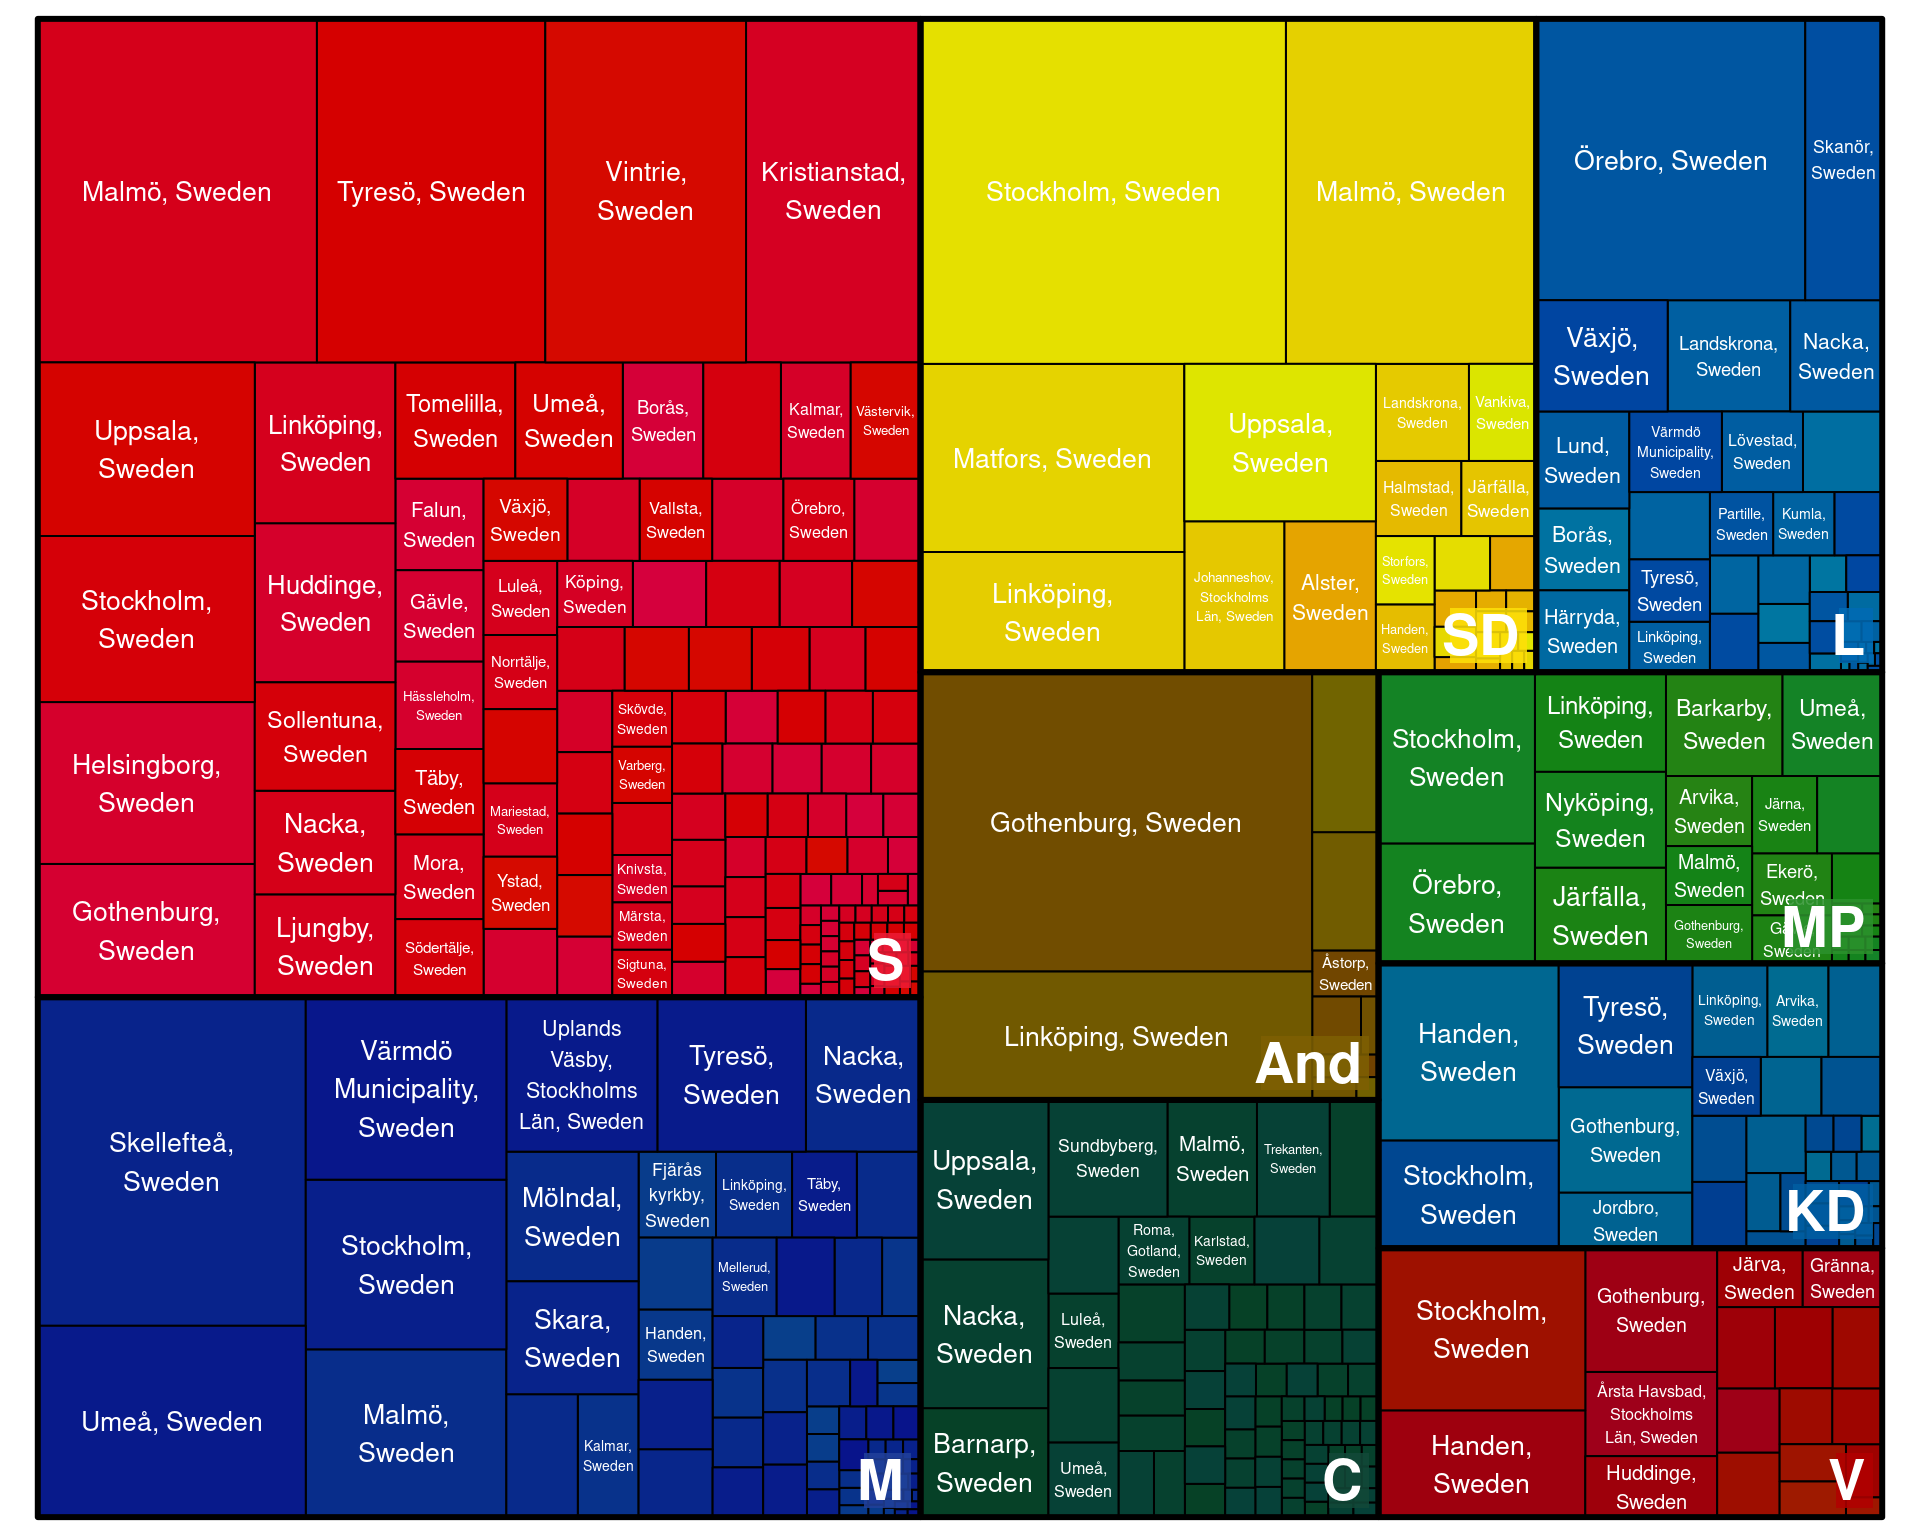 Malmö, Sweden
Tyresö, Sweden
Vintrie,
Sweden
Kristianstad,
Sweden
Uppsala,
Sweden
Stockholm,
Sweden
Helsingborg,
Sweden
Gothenburg,
Sweden
Linköping,
Sweden
Huddinge,
Sweden
Sollentuna,
Sweden
Nacka,
Sweden
Ljungby,
Sweden
Tomelilla,
Sweden
Umeå,
Sweden
Borås,
Sweden
Kalmar,
Sweden
Västervik,
Sweden
Falun,
Sweden
Gävle,
Sweden
Hässleholm,
Sweden
Täby,
Sweden
Mora,
Sweden
Södertälje,
Sweden
Växjö,
Sweden
Vallsta,
Sweden
Örebro,
Sweden
Luleå,
Sweden
Köping,
Sweden
Norrtälje,
Sweden
Mariestad,
Sweden
Ystad,
Sweden
Skövde,
Sweden
Varberg,
Sweden
Knivsta,
Sweden
Märsta,
Sweden
Sigtuna,
Sweden
S
Skellefteå,
Sweden
Umeå, Sweden
Värmdö
Municipality,
Sweden
Stockholm,
Sweden
Malmö,
Sweden
Uplands
Väsby,
Stockholms
Län, Sweden
Tyresö,
Sweden
Nacka,
Sweden
Mölndal,
Sweden
Skara,
Sweden
Kalmar,
Sweden
Fjärås
kyrkby,
Sweden
Linköping,
Sweden
Täby,
Sweden
Mellerud,
Sweden
Handen,
Sweden
M
Stockholm, Sweden
Malmö, Sweden
Matfors, Sweden
Linköping,
Sweden
Uppsala,
Sweden
Johanneshov,
Stockholms
Län, Sweden
Alster,
Sweden
Landskrona,
Sweden
Vankiva,
Sweden
Halmstad,
Sweden
Järfälla,
Sweden
Storfors,
Sweden
Handen,
Sweden
SD
Gothenburg, Sweden
Linköping, Sweden
Åstorp,
Sweden
And
Uppsala,
Sweden
Nacka,
Sweden
Barnarp,
Sweden
Sundbyberg,
Sweden
Malmö,
Sweden
Trekanten,
Sweden
Luleå,
Sweden
Umeå,
Sweden
Roma,
Gotland,
Sweden
Karlstad,
Sweden
C
Örebro, Sweden
Skanör,
Sweden
Växjö,
Sweden
Landskrona,
Sweden
Nacka,
Sweden
Lund,
Sweden
Borås,
Sweden
Härryda,
Sweden
Värmdö
Municipality,
Sweden
Lövestad,
Sweden
Tyresö,
Sweden
Linköping,
Sweden
Partille,
Sweden
Kumla,
Sweden
L
Stockholm,
Sweden
Örebro,
Sweden
Linköping,
Sweden
Nyköping,
Sweden
Järfälla,
Sweden
Barkarby,
Sweden
Umeå,
Sweden
Arvika,
Sweden
Malmö,
Sweden
Gothenburg,
Sweden
Järna,
Sweden
Ekerö,
Sweden
MP
Handen,
Sweden
Stockholm,
Sweden
Tyresö,
Sweden
Gothenburg,
Sweden
Jordbro,
Sweden
Linköping,
Sweden
Arvika,
Sweden
Växjö,
Sweden
KD
Stockholm,
Sweden
Handen,
Sweden
Gothenburg,
Sweden
Årsta Havsbad,
Stockholms
Län, Sweden
Huddinge,
Sweden
Järva,
Sweden
Gränna,
Sweden
V